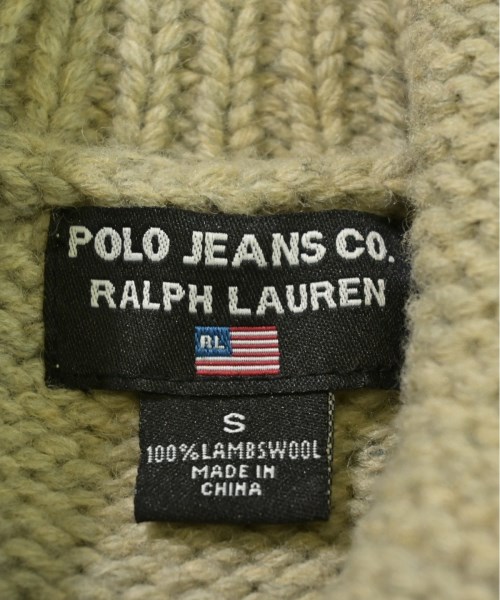 POLO JEANS CO.
RALPH LAUREN
RL
S
100% LAMBSWOOL
MADE IN
CHINA